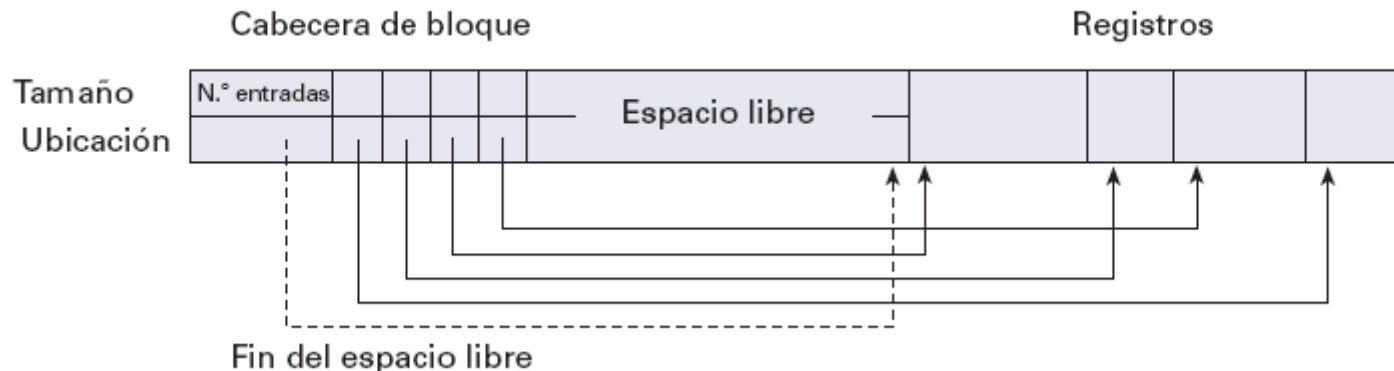 Cabecera de bloque
Registros
Tamaño
N.° entradas
Espacio libre
Ubicación
Fin del espacio libre